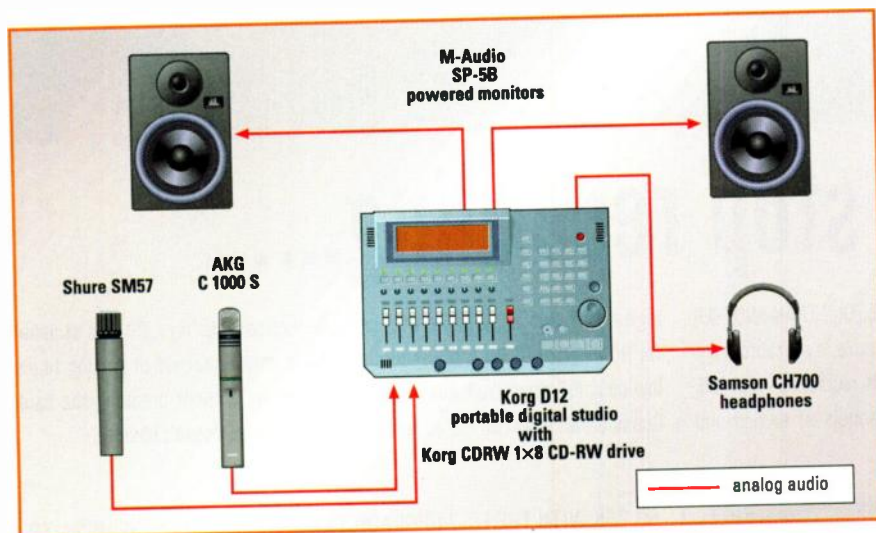 M-Audio
SP-5B
powered monitors
Shure SM57
AKG
C 1000 S
Korg D12
portable digital studio
with
Korg CDRW 1×8 CD-RW drive
Samson CH700
headphones
analog audio